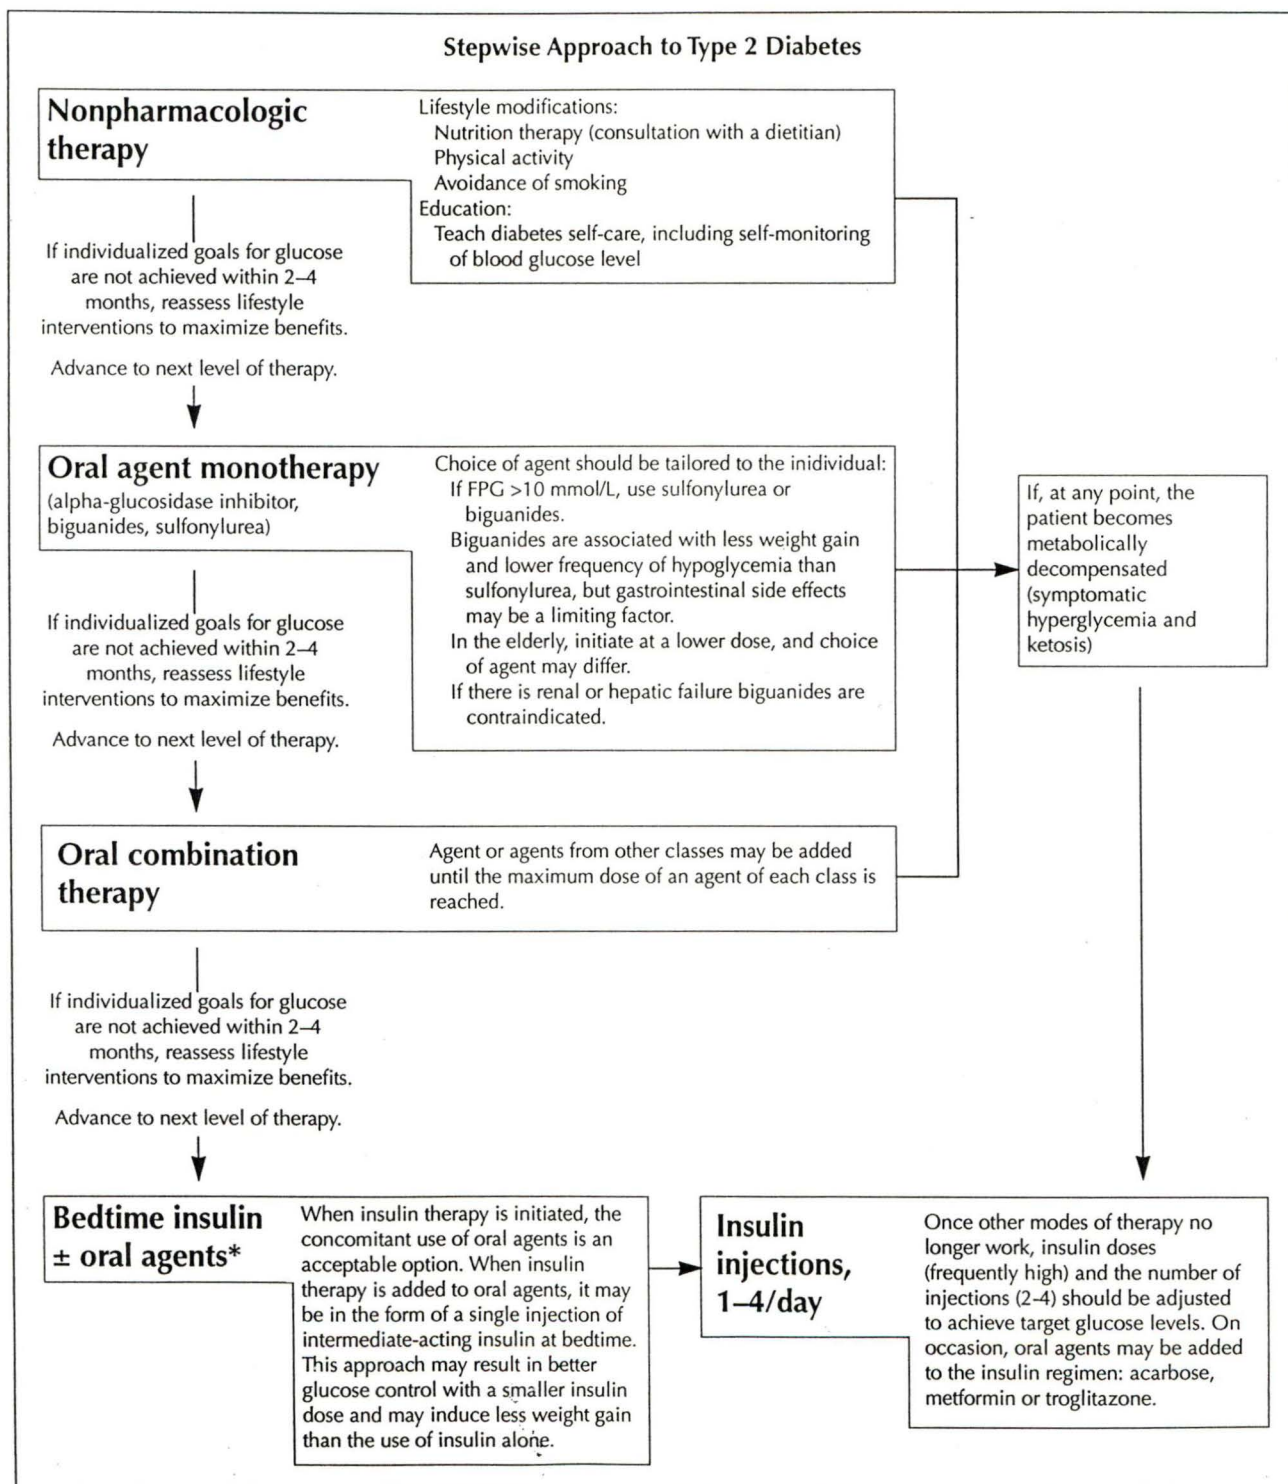 Stepwise Approach to Type 2 Diabetes
Nonpharmacologic
therapy
Lifestyle modifications:
Nutrition therapy (consultation with a dietitian)
Physical activity
Avoidance of smoking
Education:
Teach diabetes self-care, including self-monitoring
of blood glucose level
If individualized goals for glucose
are not achieved within 2–4
months, reassess lifestyle
interventions to maximize benefits.
Advance to next level of therapy.
Oral agent monotherapy
(alpha-glucosidase inhibitor,
biguanides, sulfonylurea)
Choice of agent should be tailored to the inidividual:
If FPG >10 mmol/L, use sulfonylurea or
biguanides.
Biguanides are associated with less weight gain
and lower frequency of hypoglycemia than
sulfonylurea, but gastrointestinal side effects
may be a limiting factor.
In the elderly, initiate at a lower dose, and choice
of agent may differ.
If there is renal or hepatic failure biguanides are
contraindicated.
If, at any point, the
patient becomes
metabolically
decompensated
(symptomatic
hyperglycemia and
ketosis)
If individualized goals for glucose
are not achieved within 2–4
months, reassess lifestyle
interventions to maximize benefits.
Advance to next level of therapy.
Oral combination
therapy
Agent or agents from other classes may be added
until the maximum dose of an agent of each class is
reached.
If individualized goals for glucose
are not achieved within 2–4
months, reassess lifestyle
interventions to maximize benefits.
Advance to next level of therapy.
Bedtime insulin
± oral agents*
When insulin therapy is initiated, the
concomitant use of oral agents is an
acceptable option. When insulin
therapy is added to oral agents, it may
be in the form of a single injection of
intermediate-acting insulin at bedtime.
This approach may result in better
glucose control with a smaller insulin
dose and may induce less weight gain
than the use of insulin alone.
Insulin
injections,
1–4/day
Once other modes of therapy no
longer work, insulin doses
(frequently high) and the number of
injections (2-4) should be adjusted
to achieve target glucose levels. On
occasion, oral agents may be added
to the insulin regimen: acarbose,
metformin or troglitazone.